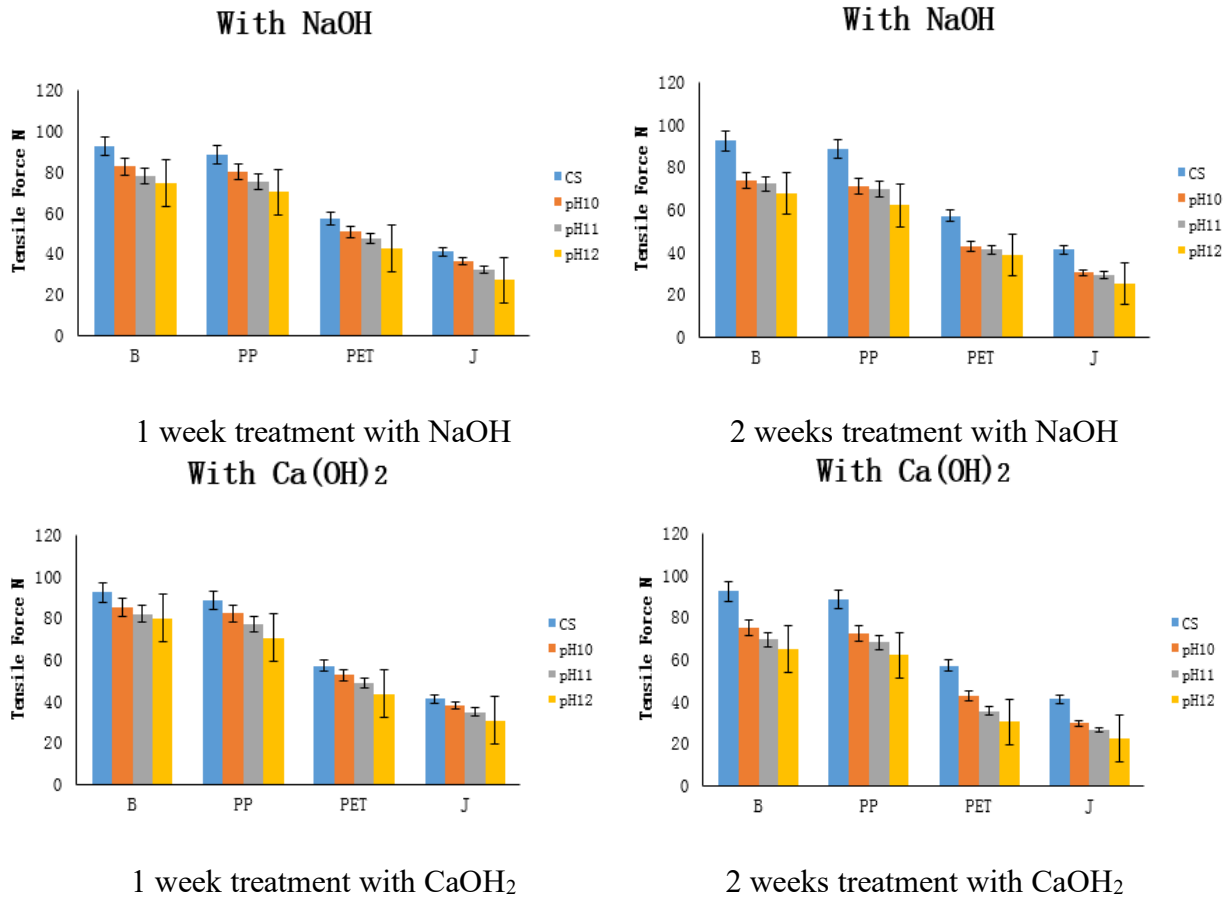 With NaOH
Tensile Force N
120
100
80
60
40
20
0
B PP PET J
CS
pH10
pH11
pH12
1 week treatment with NaOH
With NaOH
Tensile Force N
120
100
80
60
40
20
0
B PP PET J
CS
pH10
pH11
pH12
2 weeks treatment with NaOH
With Ca(OH)2
Tensile Force N
120
100
80
60
40
20
0
B PP PET J
CS
pH10
pH11
pH12
1 week treatment with CaOH₂
With Ca(OH)2
Tensile Force N
120
100
80
60
40
20
0
B PP PET J
CS
pH10
pH11
pH12
2 weeks treatment with CaOH₂